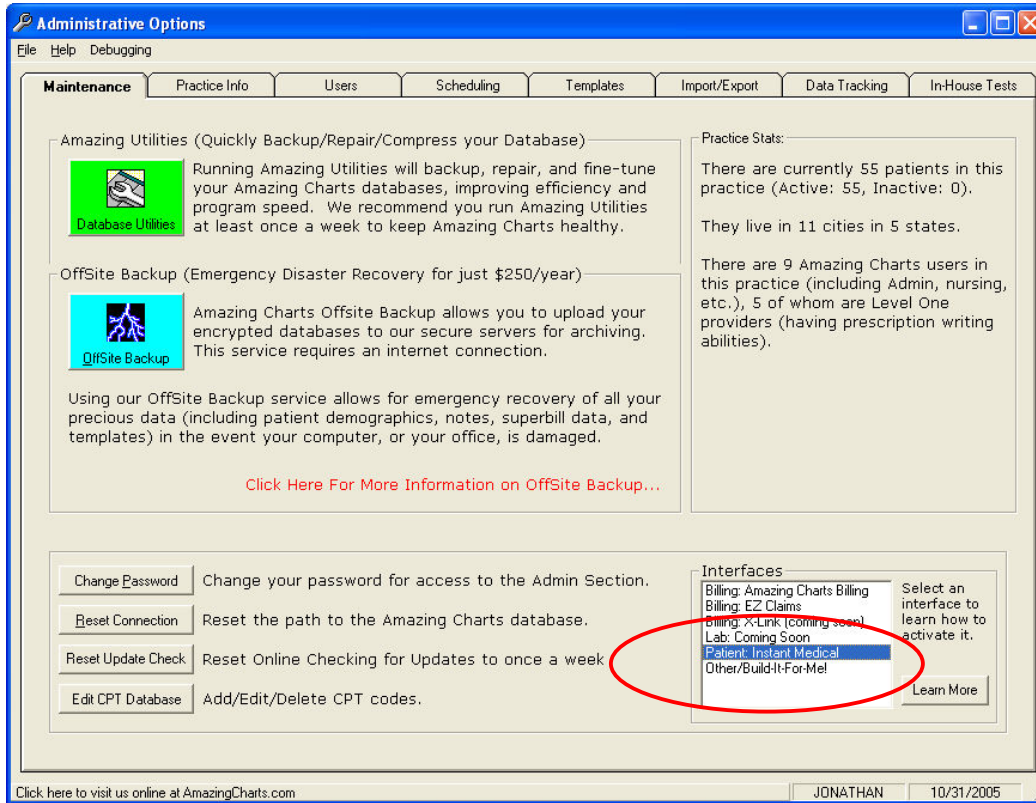 Administrative Options
File Help Debugging
Maintenance Practice Info Users Scheduling Templates Import/Export Data Tracking In-House Tests
Amazing Utilities (Quickly Backup/Repair/Compress your Database)
Database Utilities
Running Amazing Utilities will backup, repair, and fine-tune
your Amazing Charts databases, improving efficiency and
program speed. We recommend you run Amazing Utilities
at least once a week to keep Amazing Charts healthy.
OffSite Backup (Emergency Disaster Recovery for just $250/year)
OffSite Backup
Amazing Charts Offsite Backup allows you to upload your
encrypted databases to our secure servers for archiving.
This service requires an internet connection.
Using our OffSite Backup service allows for emergency recovery of all your
precious data (including patient demographics, notes, superbill data, and
templates) in the event your computer, or your office, is damaged.
Click Here For More Information on OffSite Backup...
Practice Stats:
There are currently 55 patients in this
practice (Active: 55, Inactive: 0).
They live in 11 cities in 5 states.
There are 9 Amazing Charts users in
this practice (including Admin, nursing,
etc.), 5 of whom are Level One
providers (having prescription writing
abilities).
Change Password Change your password for access to the Admin Section.
Reset Connection Reset the path to the Amazing Charts database.
Reset Update Check Reset Online Checking for Updates to once a week
Edit CPT Database Add/Edit/Delete CPT codes.
Interfaces
Billing: Amazing Charts Billing
Billing: EZ Claims
Billing: X-Link (coming soon)
Lab: Coming Soon
Patient: Instant Medical
Other/Build-It-For-Me!
Select an
interface to
learn how to
activate it.
Learn More
Click here to visit us online at AmazingCharts.com JONATHAN 10/31/2005